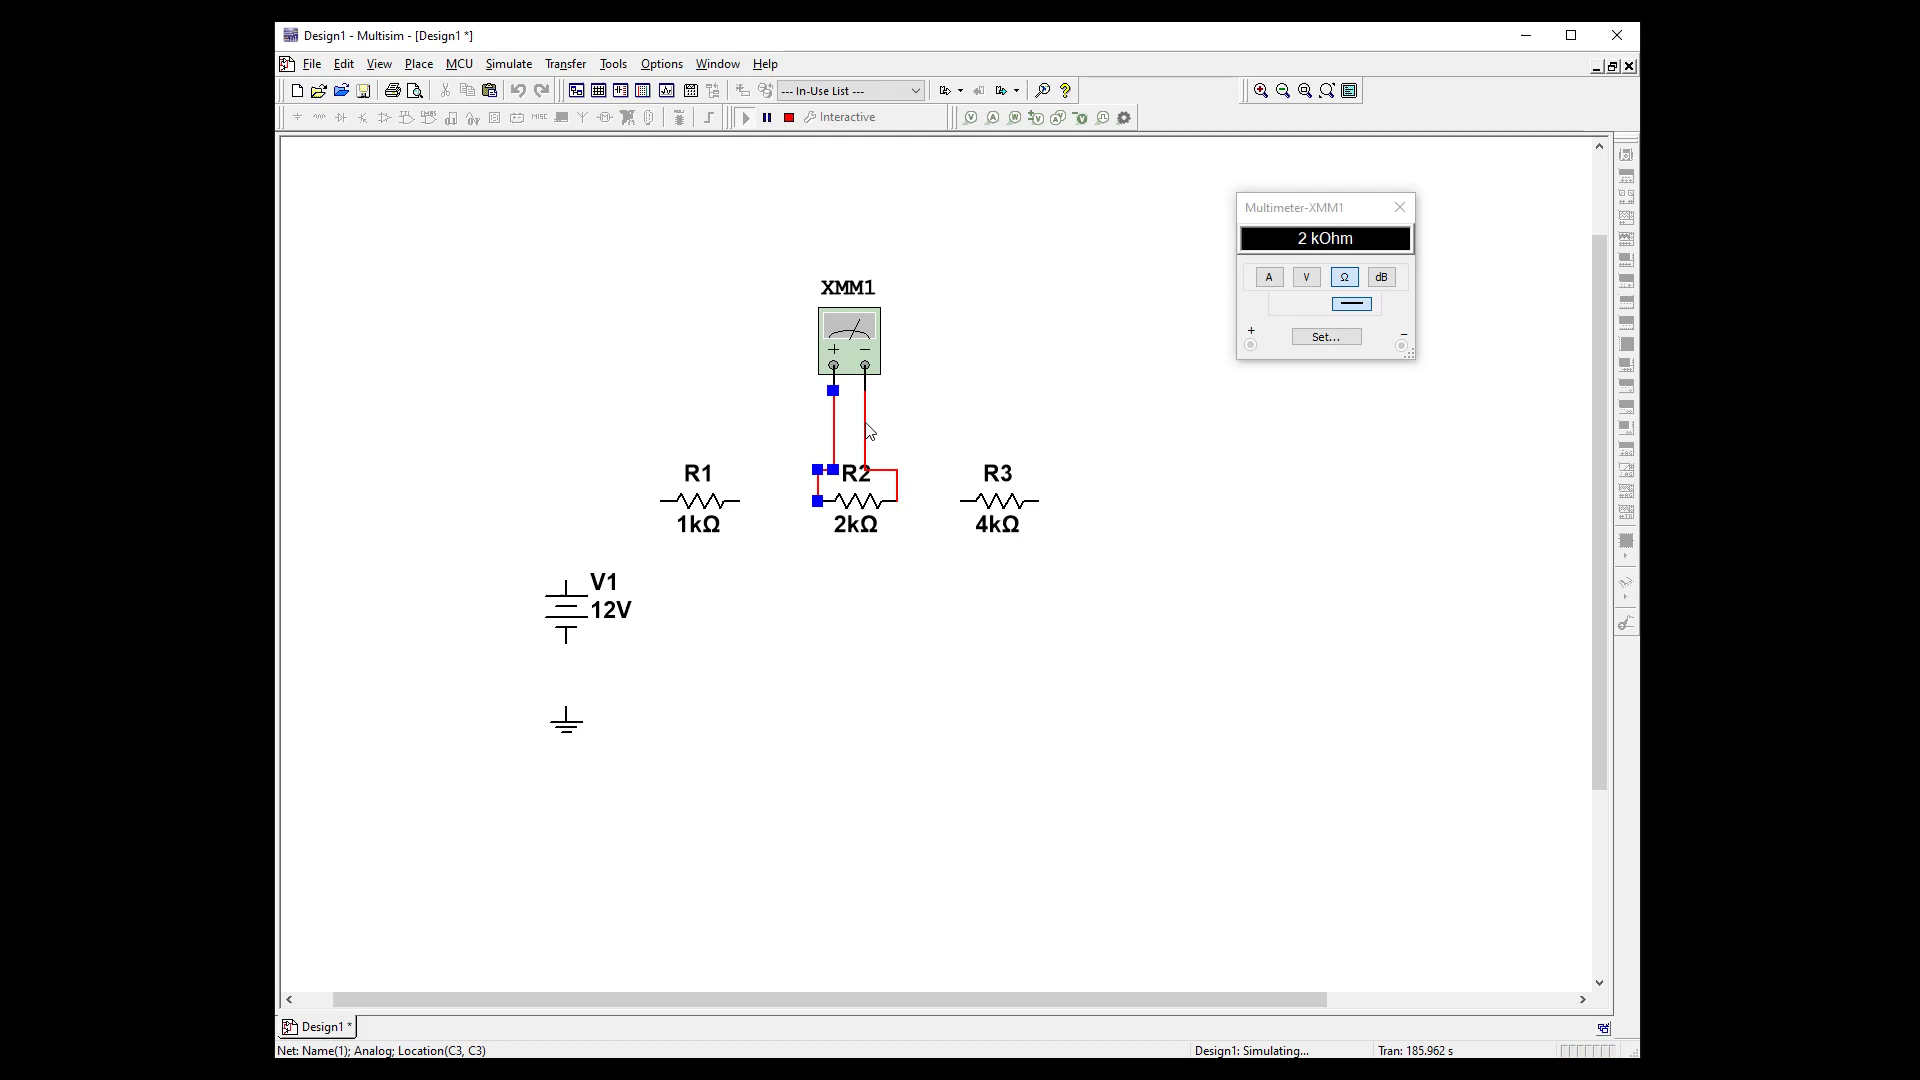 Design1 - Multisim - [Design1 *]
File Edit View Place MCU Simulate Transfer Tools Options Window Help
--- In-Use List ---
MISC Interactive
Multimeter-XMM1
2 kOhm
A V Ω dB
+ –
Set...
XMM1
+ –
R1 R2 R3
1kΩ 2kΩ 4kΩ
V1
12V
Design1 *
Net: Name(1); Analog; Location(C3, C3) Design1: Simulating... Tran: 185.962 s